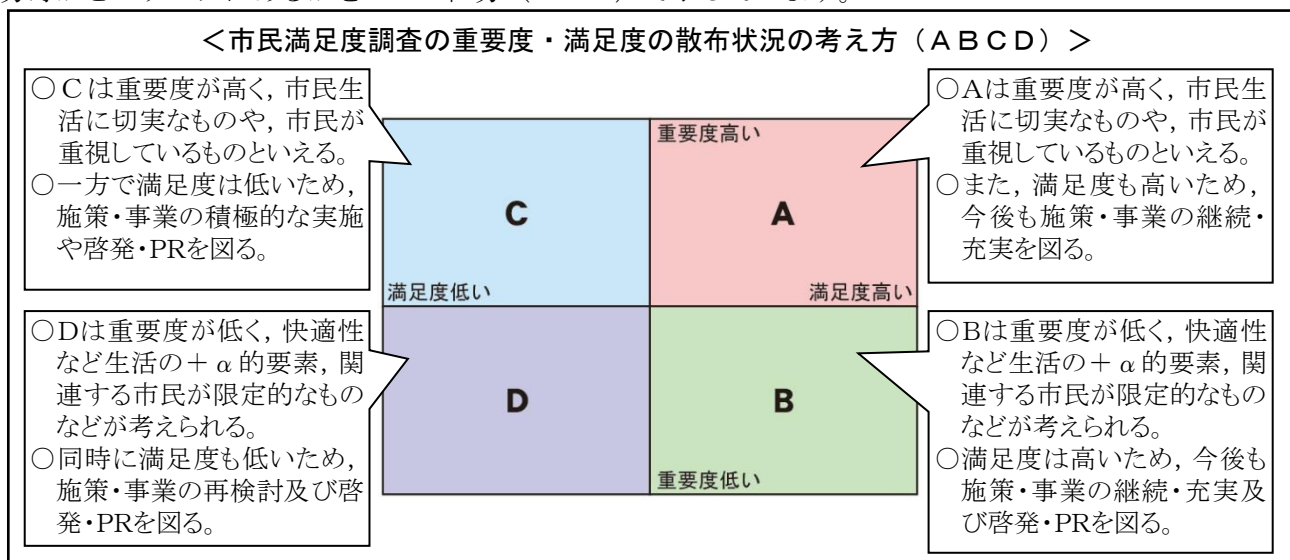 <市民満足度調査の重要度・満足度の散布状況の考え方(ABCD)>
○Cは重要度が高く,市民生
活に切実なものや,市民が
重視しているものといえる。
○一方で満足度は低いため,
施策・事業の積極的な実施
や啓発・PRを図る。
重要度高い
C
A
満足度低い
満足度高い
○Aは重要度が高く,市民生
活に切実なものや,市民が
重視しているものといえる。
○また,満足度も高いため,
今後も施策・事業の継続・
充実を図る。
○Dは重要度が低く,快適性
など生活の+α的要素,関
連する市民が限定的なもの
などが考えられる。
○同時に満足度も低いため,
施策・事業の再検討及び啓
発・PRを図る。
D
B
重要度低い
○Bは重要度が低く,快適性
など生活の+α的要素,関
連する市民が限定的なもの
などが考えられる。
○満足度は高いため,今後も
施策・事業の継続・充実及
び啓発・PRを図る。